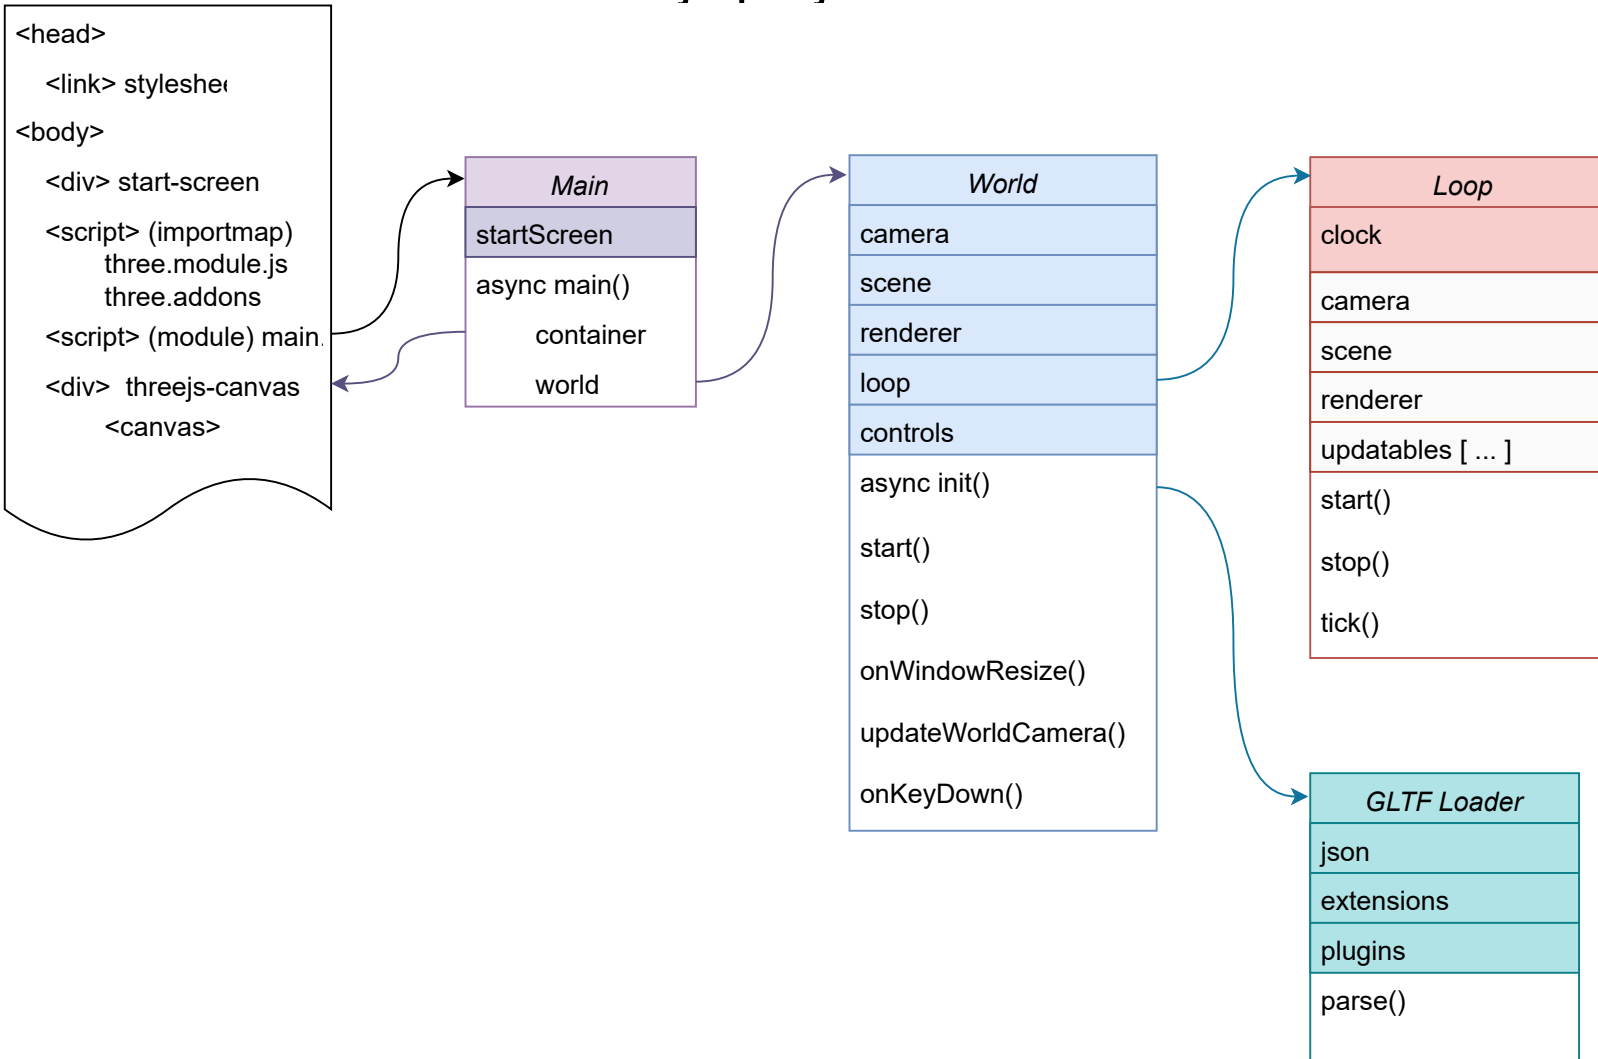 <head>
<link>
<body>
<div> start-screen
<script> (importmap)
three.module.js
three.addons
<script> (module) main.
<div> threejs-canvas
<canvas>
Main
startScreen
async main()
container
world
World
camera
scene
renderer
loop
controls
async init()
start()
stop()
onWindowResize()
updateWorldCamera()
onKeyDown()
Loop
clock
camera
scene
renderer
updatables [ ... ]
start()
stop()
tick()
GLTF Loader
json
extensions
plugins
parse()